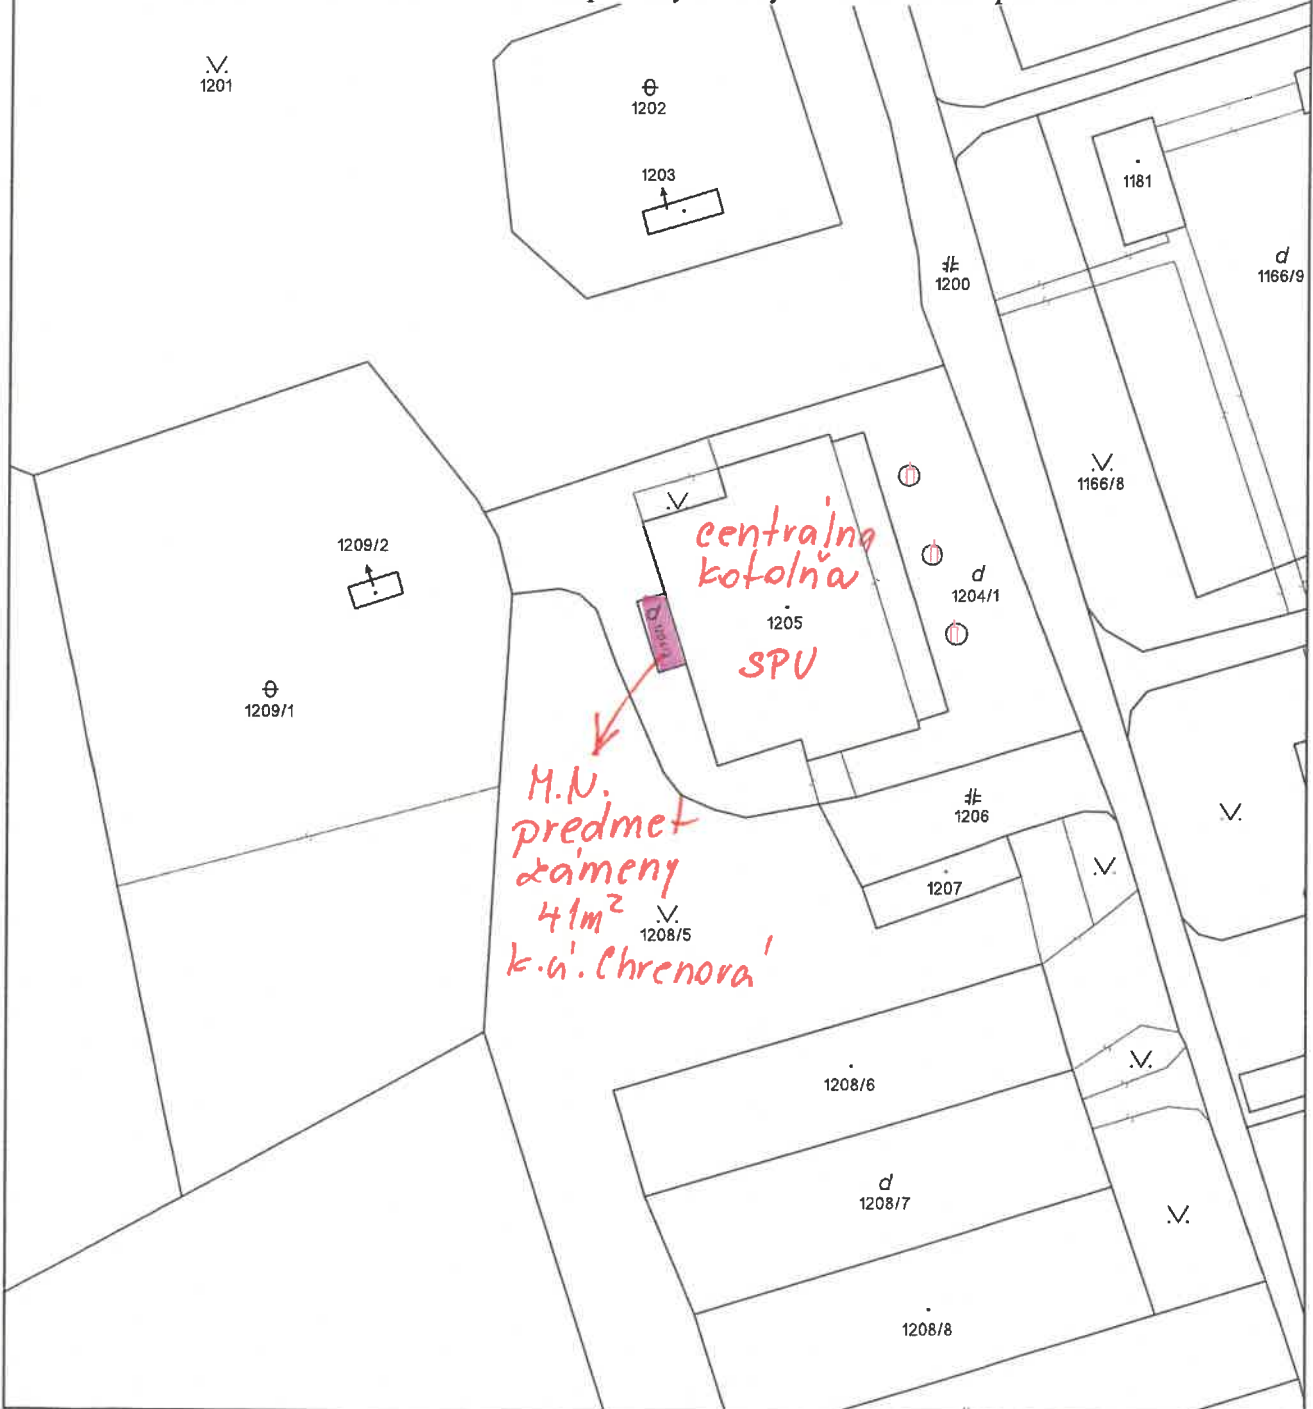 .V.
1201
1202
1203
1181
d
1166/9
1200
.V.
1166/8
.V.
centrálna
kotolňa
1209/2
d
1204/1
1205
SPU
1209/1
M.N.
predmet
zámeny
41m²
k.ú. Chrenová
1206
.V.
.V.
1207
.V.
1208/5
.V.
1208/6
d
1208/7
.V.
1208/8